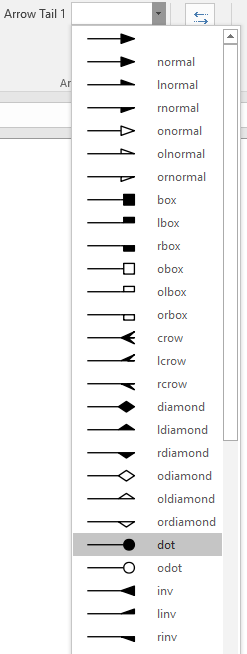 Arrow Tail 1
Ar
normal
lnormal
rnormal
onormal
olnormal
ornormal
box
lbox
rbox
obox
olbox
orbox
crow
lcrow
rcrow
diamond
ldiamond
rdiamond
odiamond
oldiamond
ordiamond
dot
odot
inv
linv
rinv